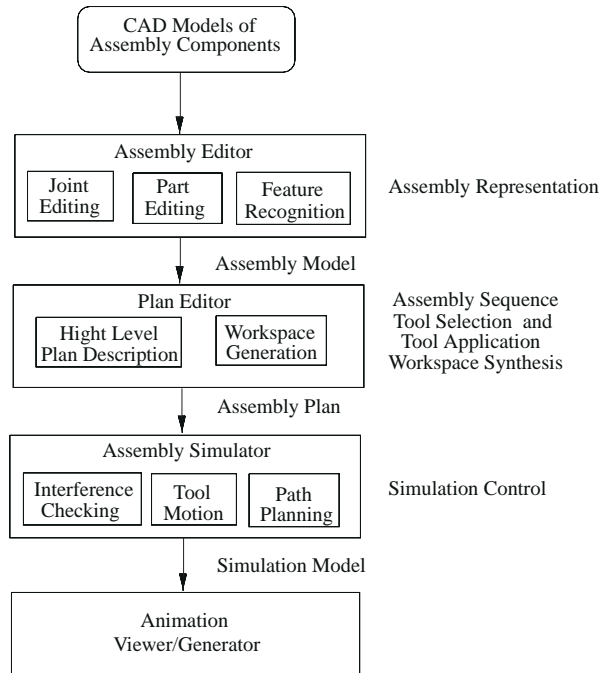 CAD Models of
Assembly Components
Assembly Editor
Joint
Editing
Part
Editing
Feature
Recognition
Assembly Representation
Assembly Model
Plan Editor
Hight Level
Plan Description
Workspace
Generation
Assembly Sequence
Tool Selection and
Tool Application
Workspace Synthesis
Assembly Plan
Assembly Simulator
Interference
Checking
Tool
Motion
Path
Planning
Simulation Control
Simulation Model
Animation
Viewer/Generator